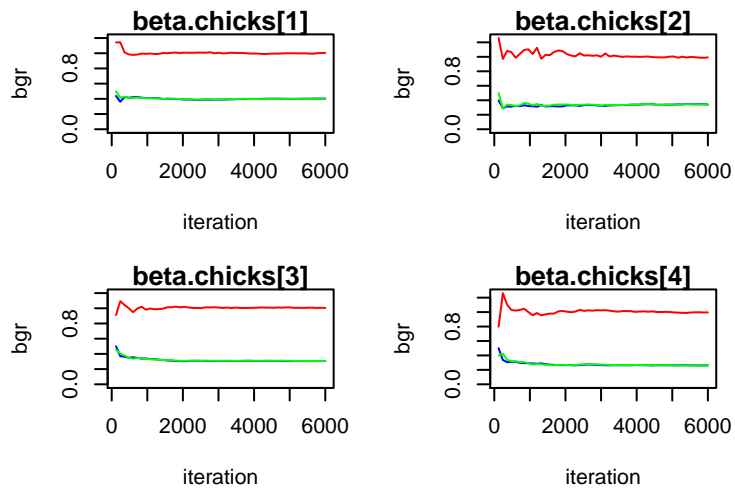 beta.chicks[1]
bgr
0.0 0.8
0 2000 4000 6000
iteration
beta.chicks[2]
bgr
0.0 0.8
0 2000 4000 6000
iteration
beta.chicks[3]
bgr
0.0 0.8
0 2000 4000 6000
iteration
beta.chicks[4]
bgr
0.0 0.8
0 2000 4000 6000
iteration